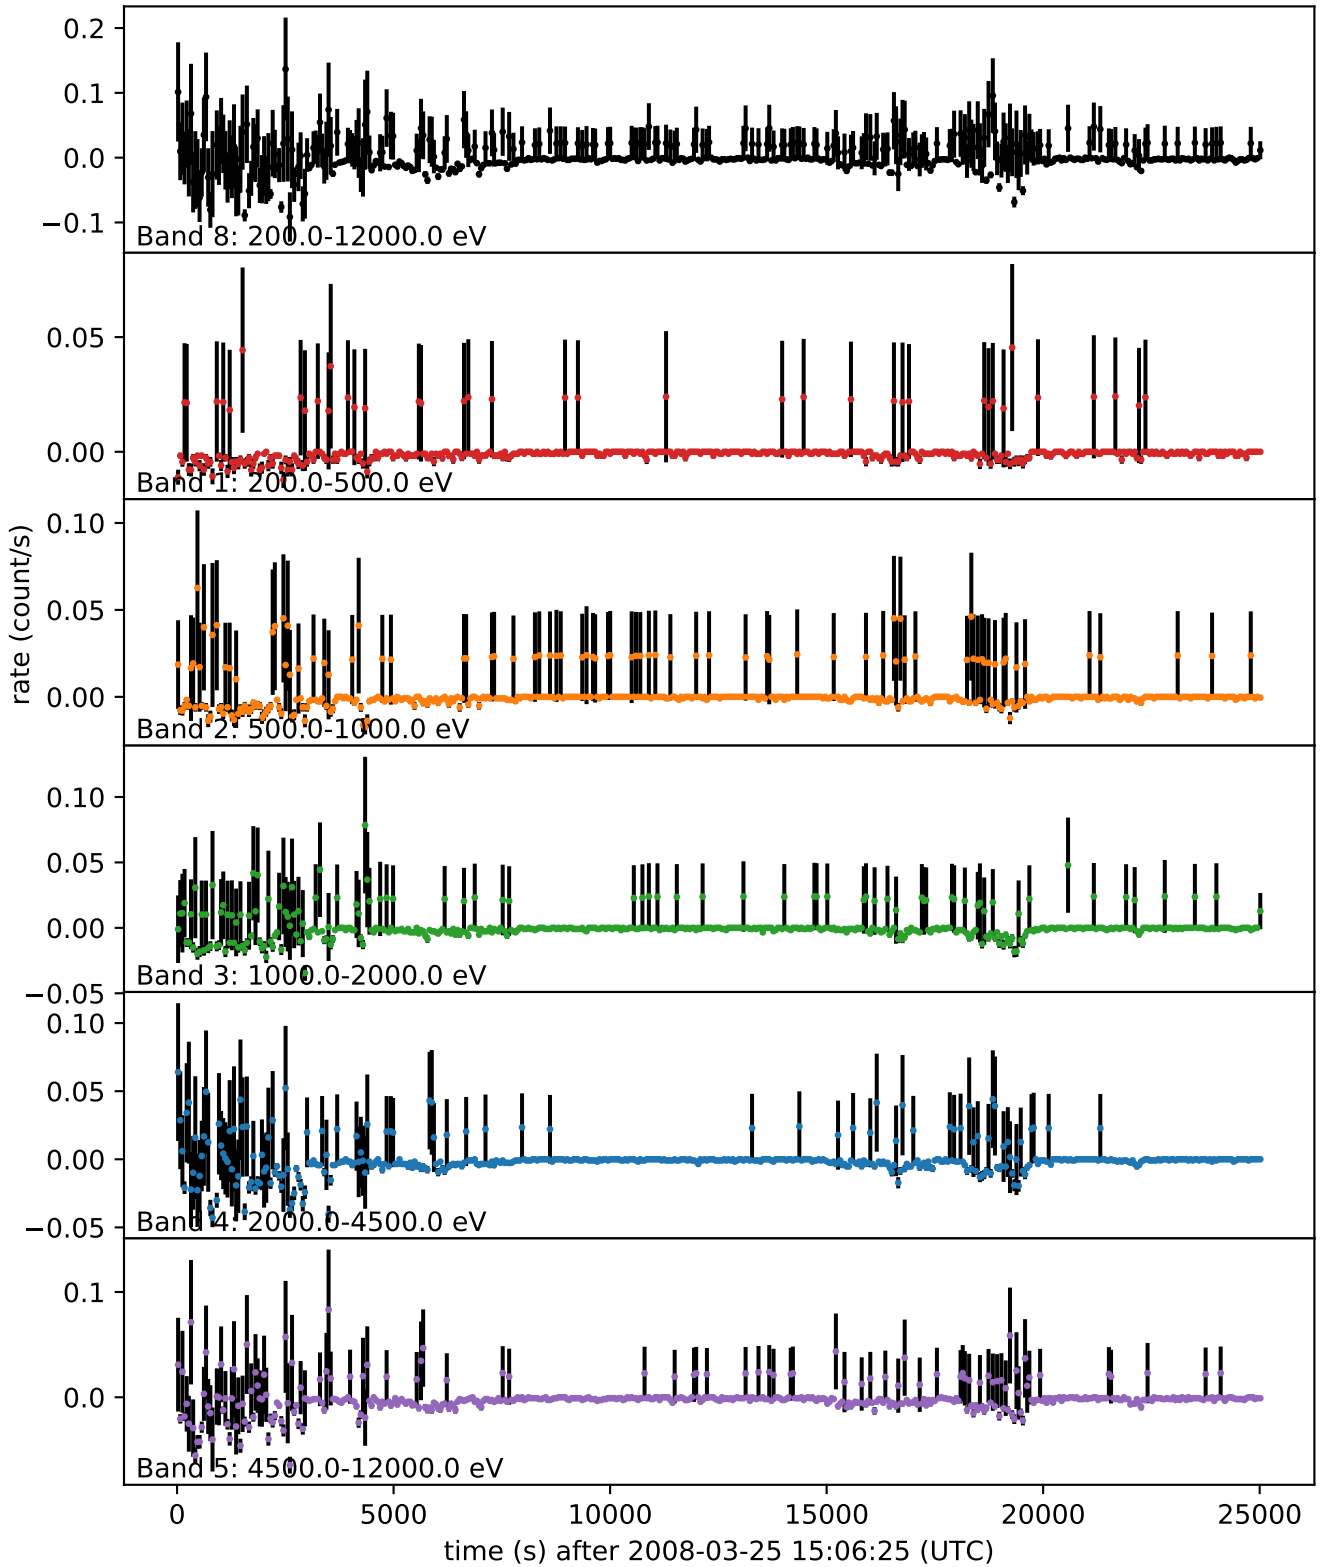 0.2
0.1
0.0
−0.1
Band 8: 200.0-12000.0 eV
0.05
0.00
Band 1: 200.0-500.0 eV
0.10
0.05
0.00
Band 2: 500.0-1000.0 eV
rate (count/s)
0.10
0.05
0.00
−0.05
Band 3: 1000.0-2000.0 eV
0.10
0.05
0.00
−0.05
Band 4: 2000.0-4500.0 eV
0.1
0.0
Band 5: 4500.0-12000.0 eV
0 5000 10000 15000 20000 25000
time (s) after 2008-03-25 15:06:25 (UTC)